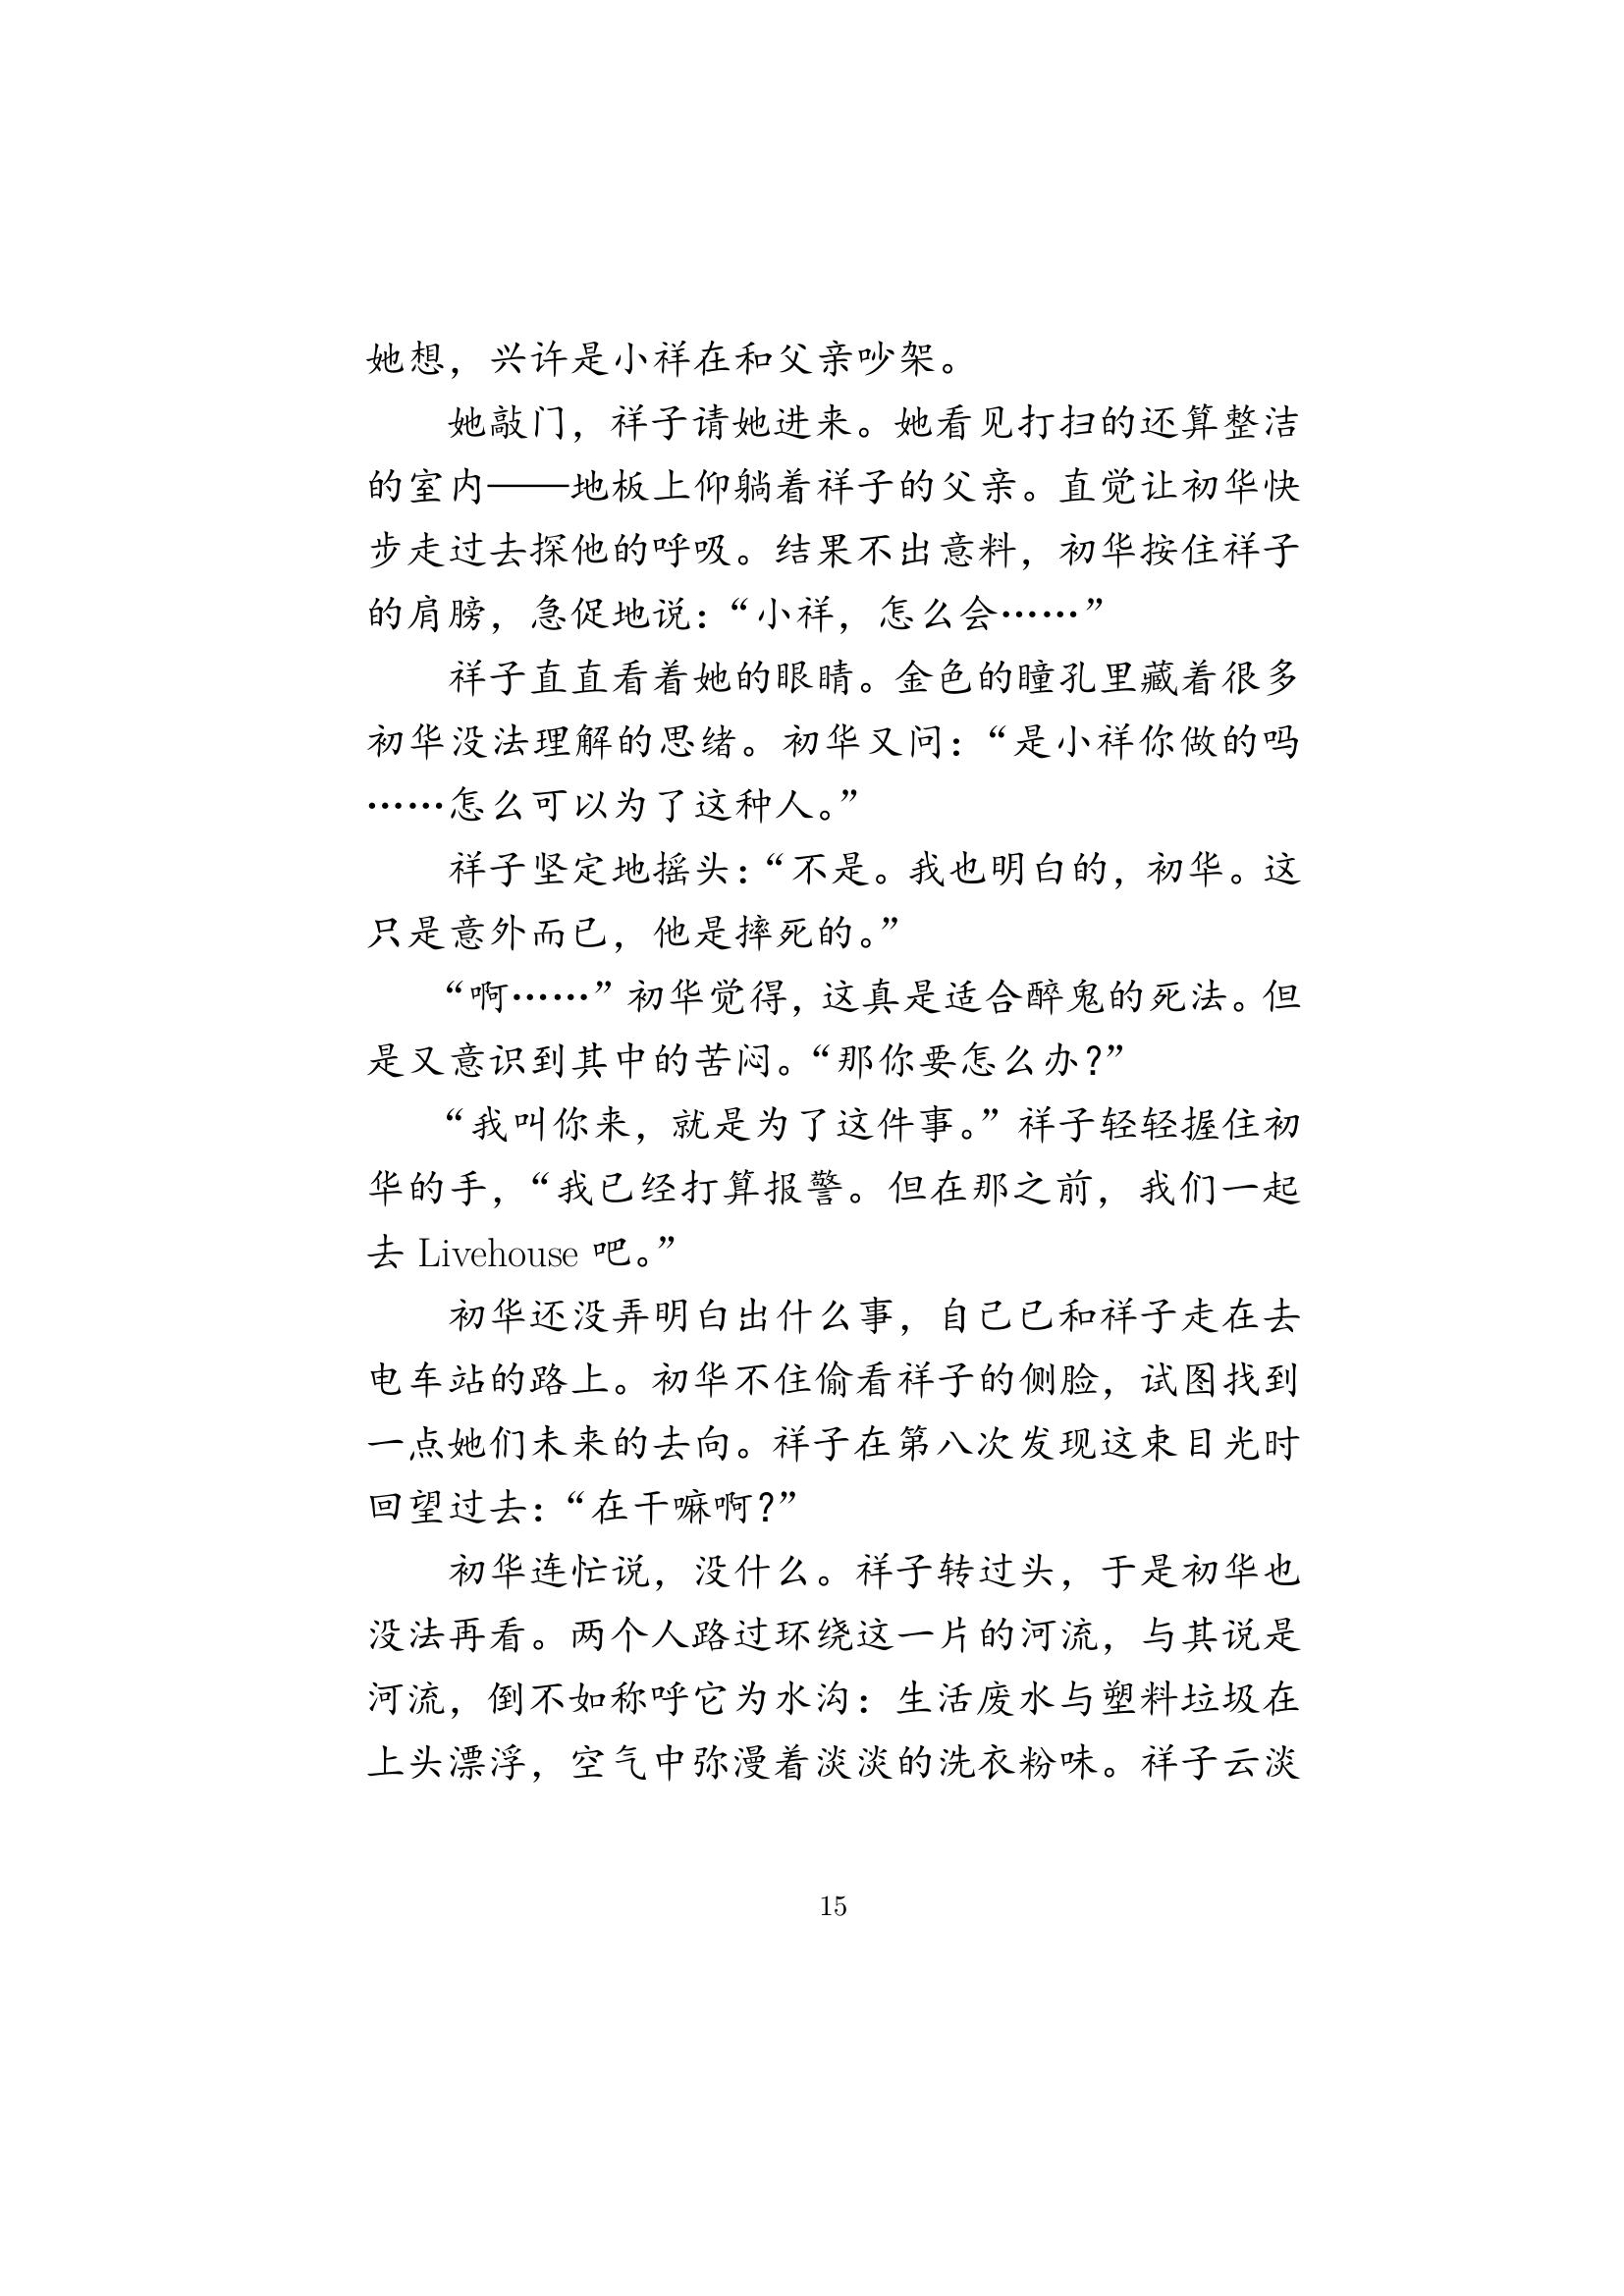 她想，兴许是小祥在和父亲吵架。
她敲门，祥子请她进来。她看见打扫的还算整洁
的室内——地板上仰躺着祥子的父亲。直觉让初华快
步走过去探他的呼吸。结果不出意料，初华按住祥子
的肩膀，急促地说：“小祥，怎么会……”
祥子直直看着她的眼睛。金色的瞳孔里藏着很多
初华没法理解的思绪。初华又问：“是小祥你做的吗
……怎么可以为了这种人。”
祥子坚定地摇头：“不是。我也明白的，初华。这
只是意外而已，他是摔死的。”
“啊……”初华觉得，这真是适合醉鬼的死法。但
是又意识到其中的苦闷。“那你要怎么办？”
“我叫你来，就是为了这件事。”祥子轻轻握住初
华的手，“我已经打算报警。但在那之前，我们一起
去 Livehouse 吧。”
初华还没弄明白出什么事，自己已和祥子走在去
电车站的路上。初华不住偷看祥子的侧脸，试图找到
一点她们未来的去向。祥子在第八次发现这束目光时
回望过去：“在干嘛啊？”
初华连忙说，没什么。祥子转过头，于是初华也
没法再看。两个人路过环绕这一片的河流，与其说是
河流，倒不如称呼它为水沟：生活废水与塑料垃圾在
上头漂浮，空气中弥漫着淡淡的洗衣粉味。祥子云淡
15